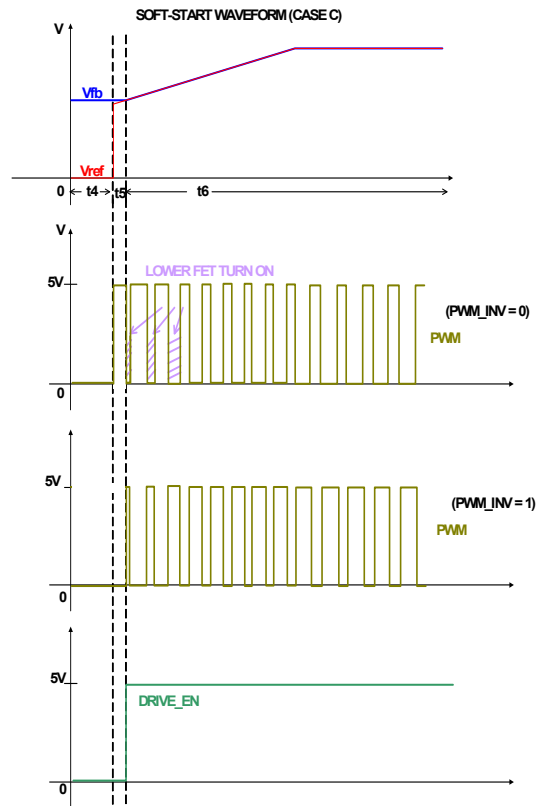 SOFT-START WAVEFORM (CASE C)
V
Vfb
Vref
0 t4 t5 t6
V
LOWER FET TURN ON
5V
(PWM_INV = 0)
PWM
0
5V
(PWM_INV = 1)
PWM
0
5V
DRIVE_EN
0